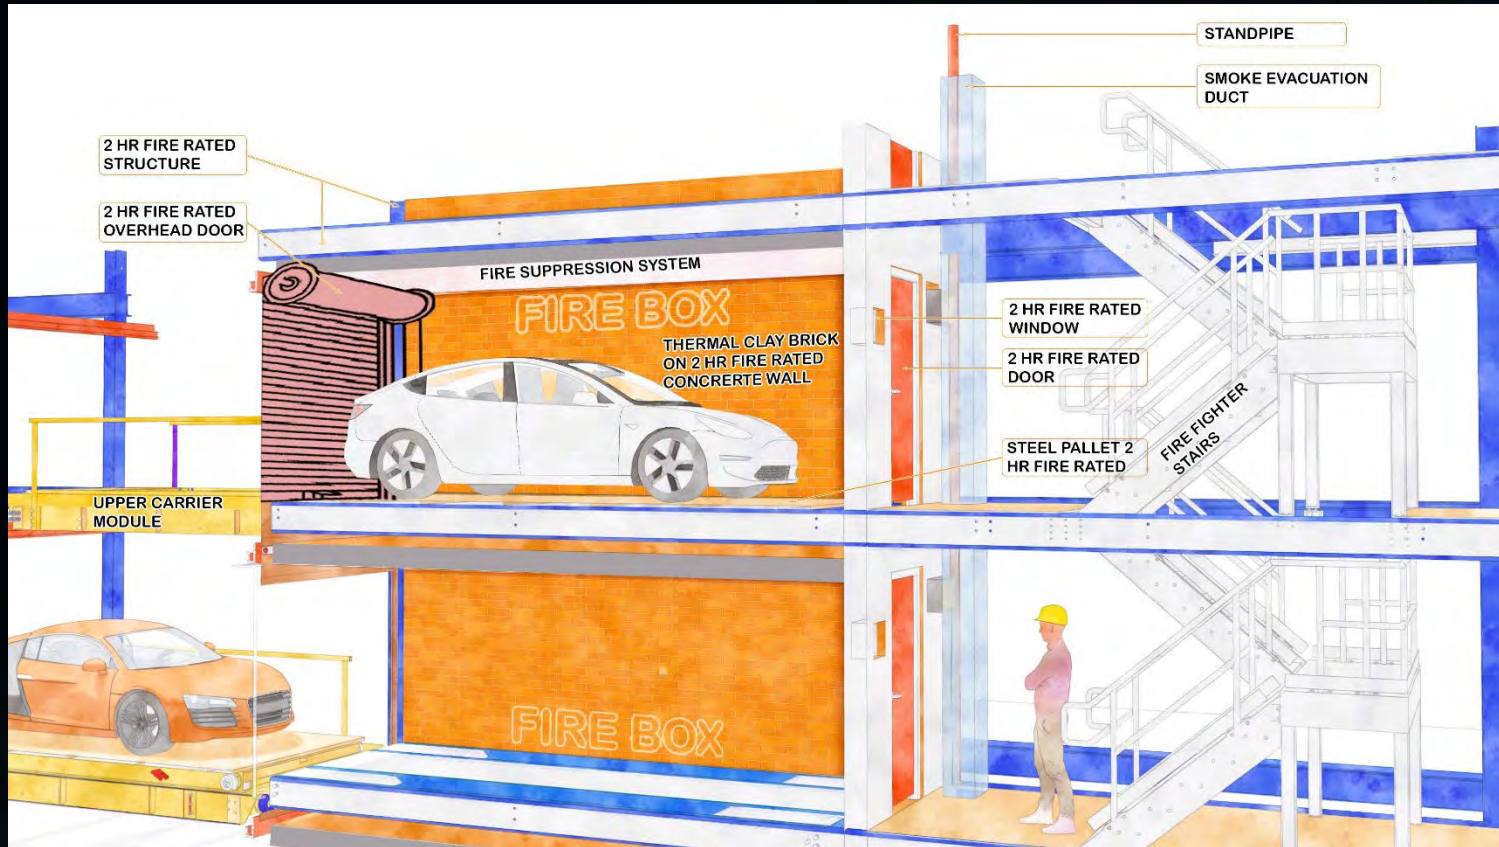 STANDPIPE
SMOKE EVACUATION
DUCT
2 HR FIRE RATED
STRUCTURE
2 HR FIRE RATED
OVERHEAD DOOR
FIRE SUPPRESSION SYSTEM
FIRE BOX
THERMAL CLAY BRICK
ON 2 HR FIRE RATED
CONCRERTE WALL
2 HR FIRE RATED
WINDOW
2 HR FIRE RATED
DOOR
STEEL PALLET 2
HR FIRE RATED
FIRE FIGHTER
STAIRS
UPPER CARRIER
MODULE
FIRE BOX